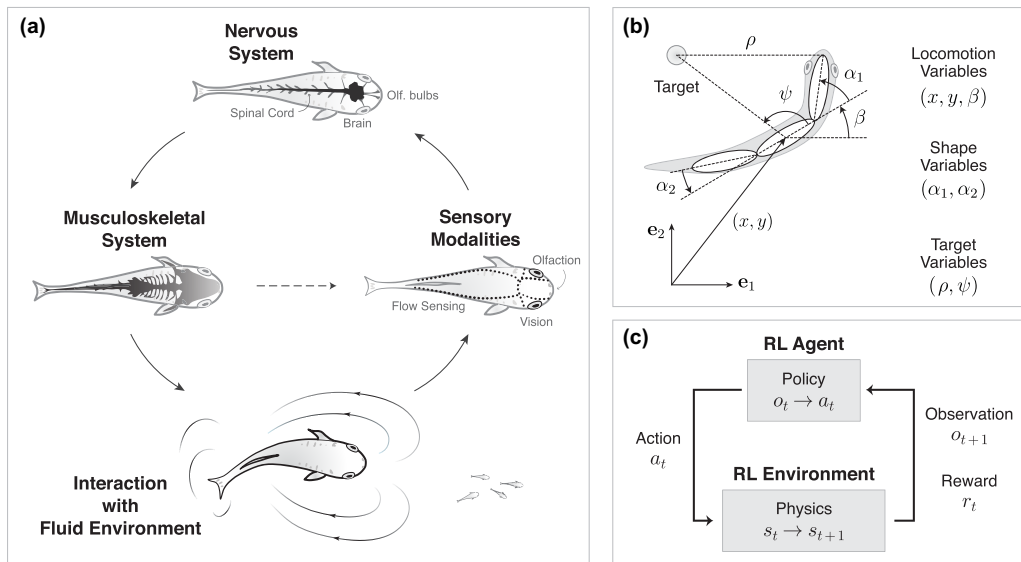 (a)
Nervous
System
Olf. bulbs
Spinal Cord
Brain
Musculoskeletal
System
Sensory
Modalities
Olfaction
Flow Sensing
Vision
Interaction
with
Fluid Environment
(b)
ρ
Target
ψ
α₁
β
α₂
(x, y)
e₂
e₁
Locomotion
Variables
(x, y, β)
Shape
Variables
(α₁, α₂)
Target
Variables
(ρ, ψ)
(c)
RL Agent
Policy
oₜ → aₜ
Action
aₜ
Observation
oₜ₊₁
Reward
rₜ
RL Environment
Physics
sₜ → sₜ₊₁